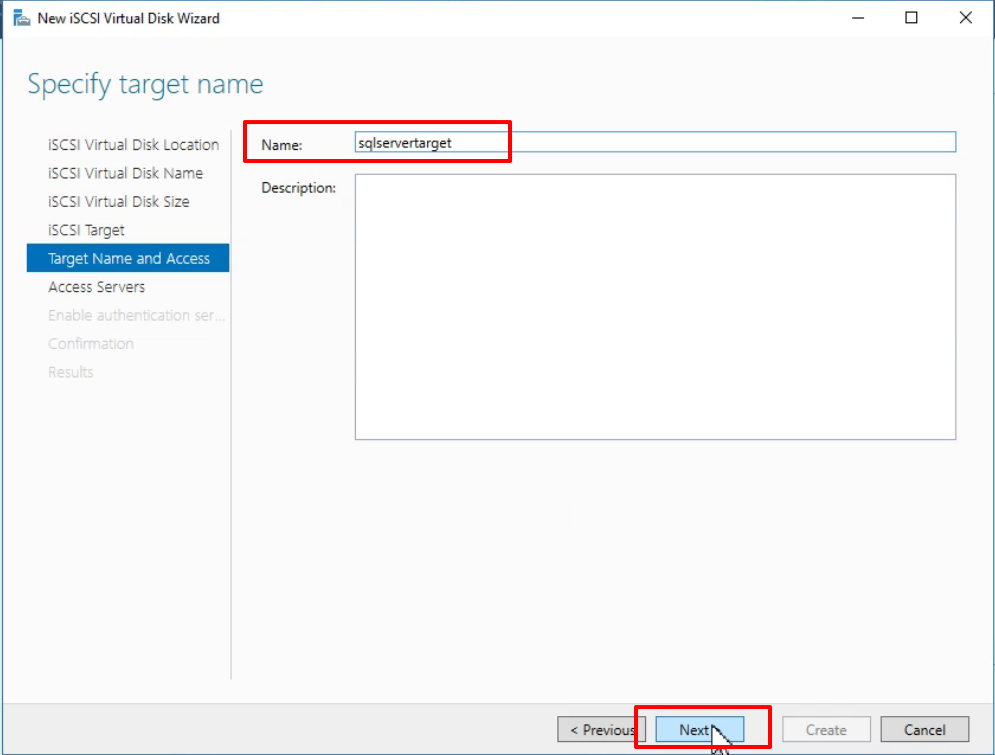 New iSCSI Virtual Disk Wizard
Specify target name
iSCSI Virtual Disk Location
iSCSI Virtual Disk Name
iSCSI Virtual Disk Size
iSCSI Target
Target Name and Access
Access Servers
Enable authentication ser...
Confirmation
Results
Name: sqlservertarget
Description:
< Previous Next Create Cancel